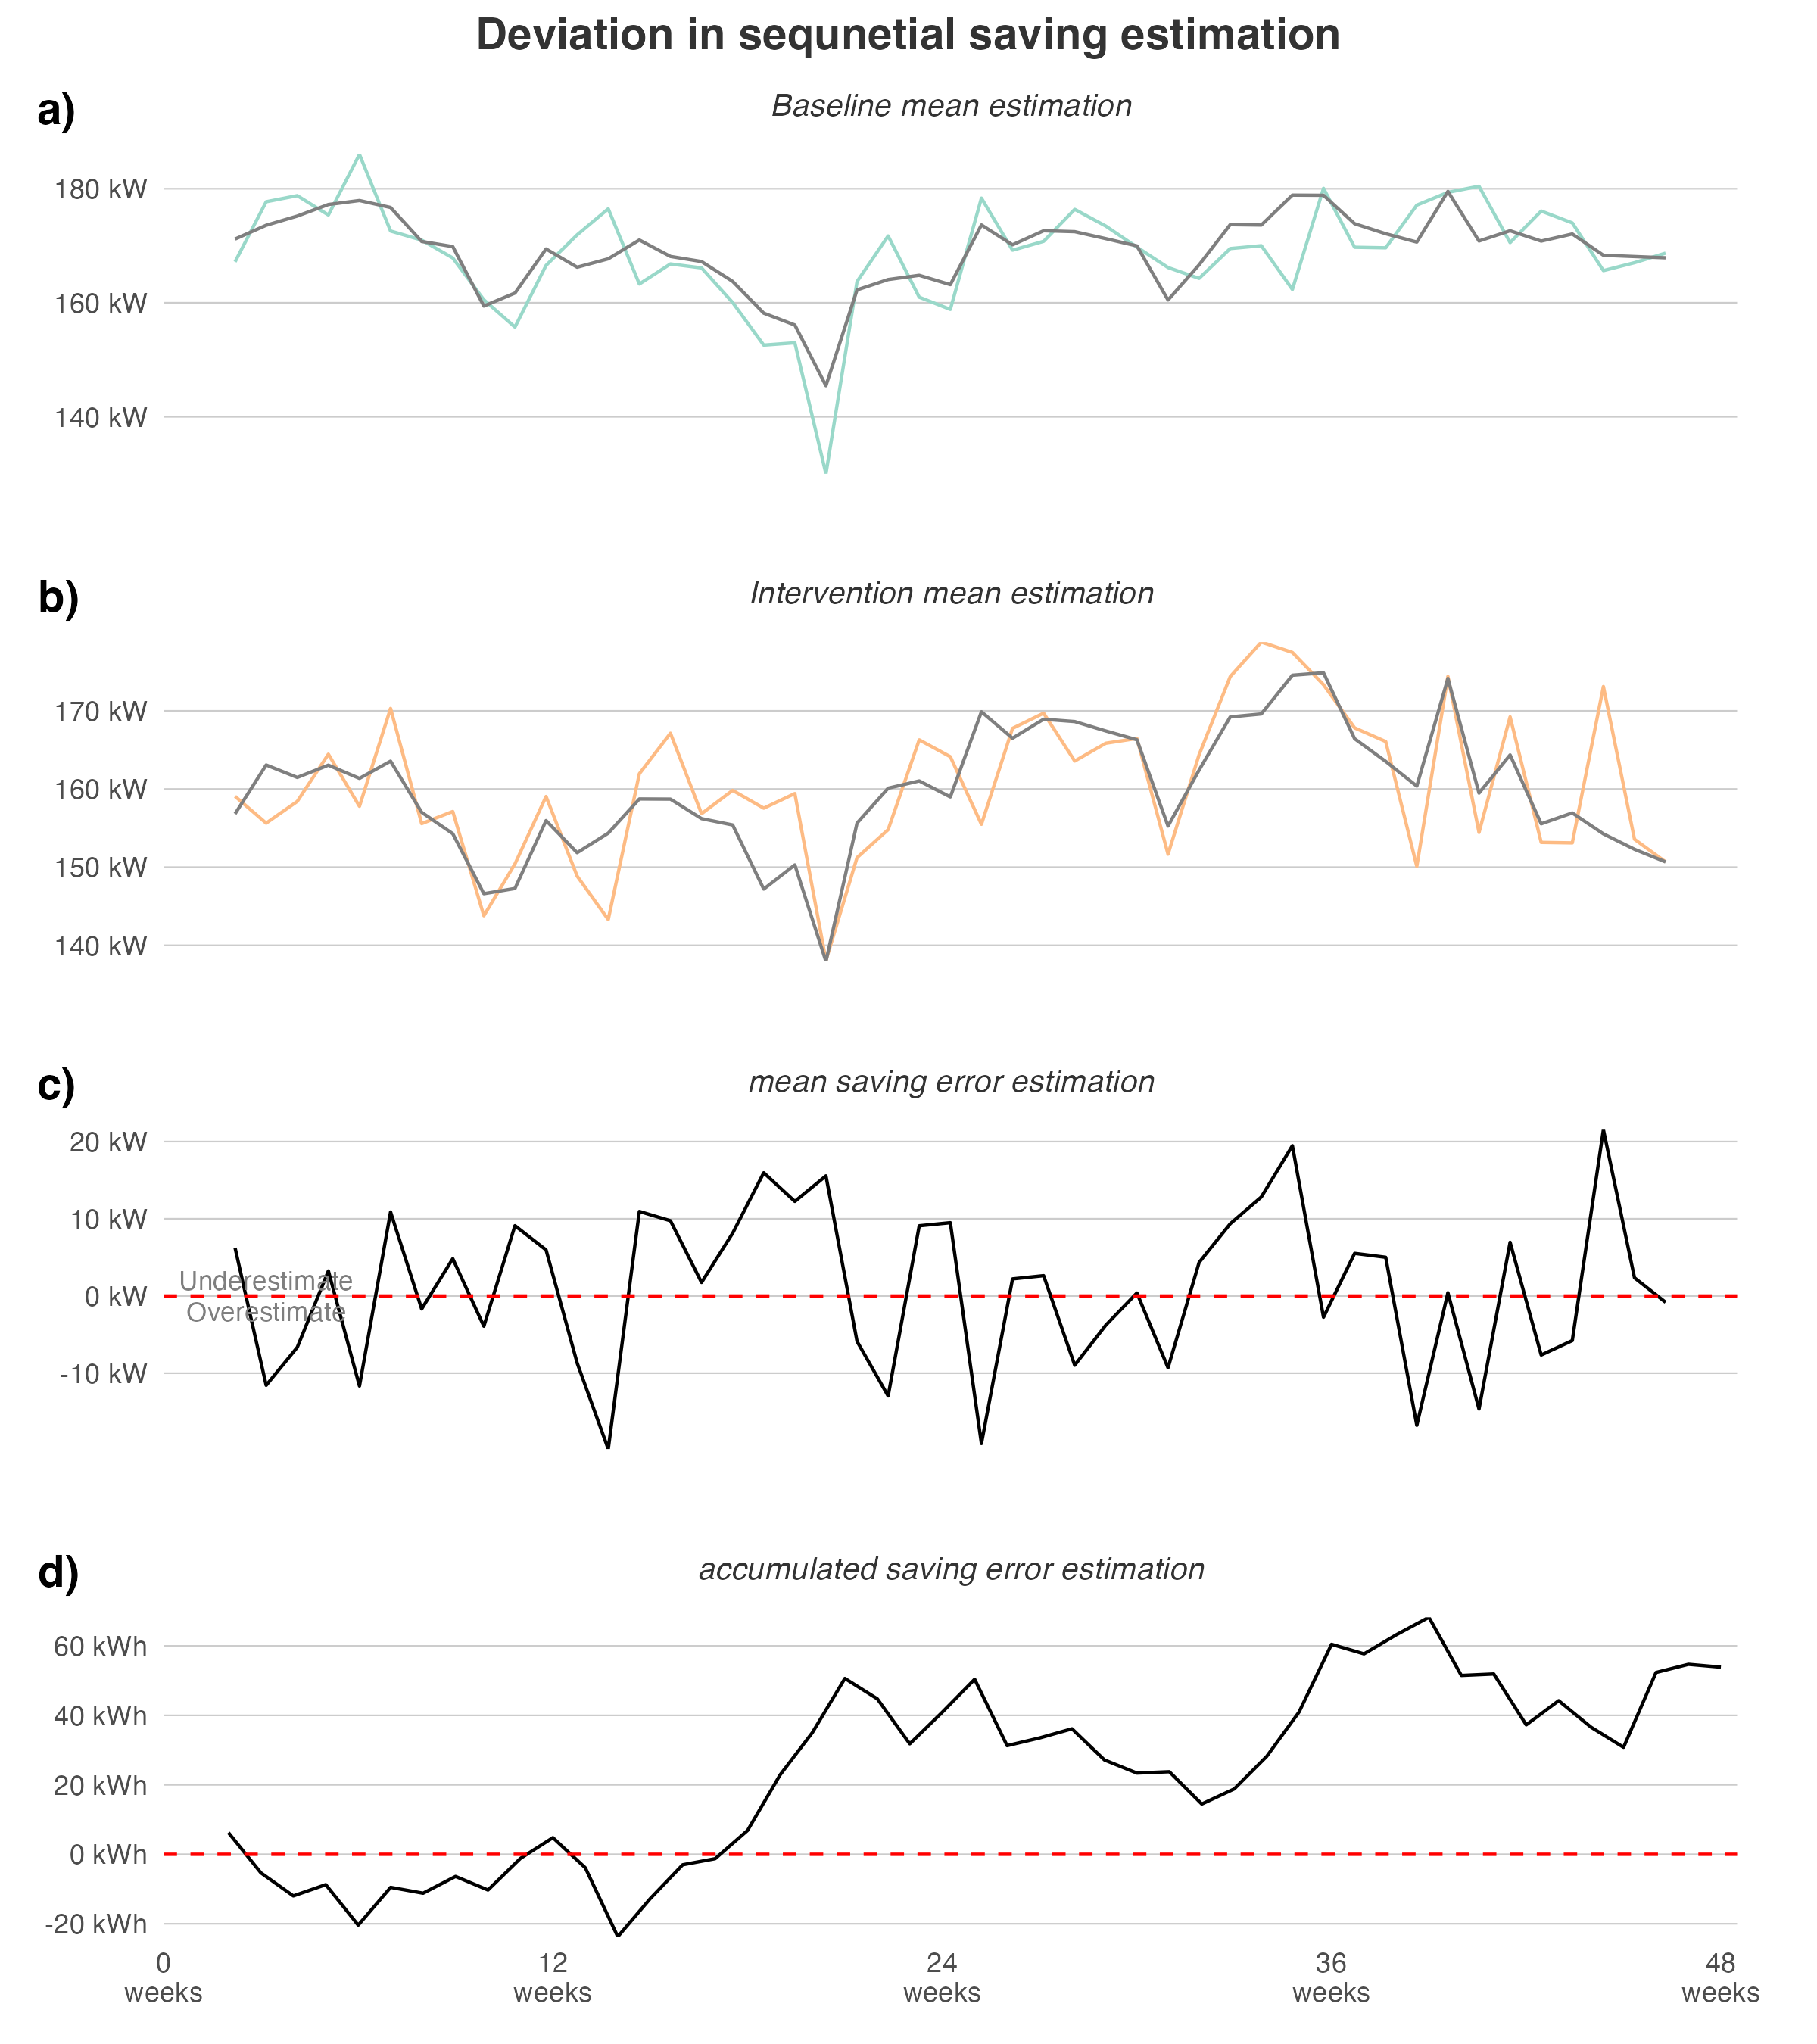 Deviation in sequnetial saving estimation
a)
Baseline mean estimation
180 kW
160 kW
140 kW
b)
Intervention mean estimation
170 kW
160 kW
150 kW
140 kW
c)
mean saving error estimation
20 kW
10 kW
Underestimate
0 kW
Overestimate
-10 kW
d)
accumulated saving error estimation
60 kWh
40 kWh
20 kWh
0 kWh
-20 kWh
0 12 24 36 48
weeks weeks weeks weeks weeks